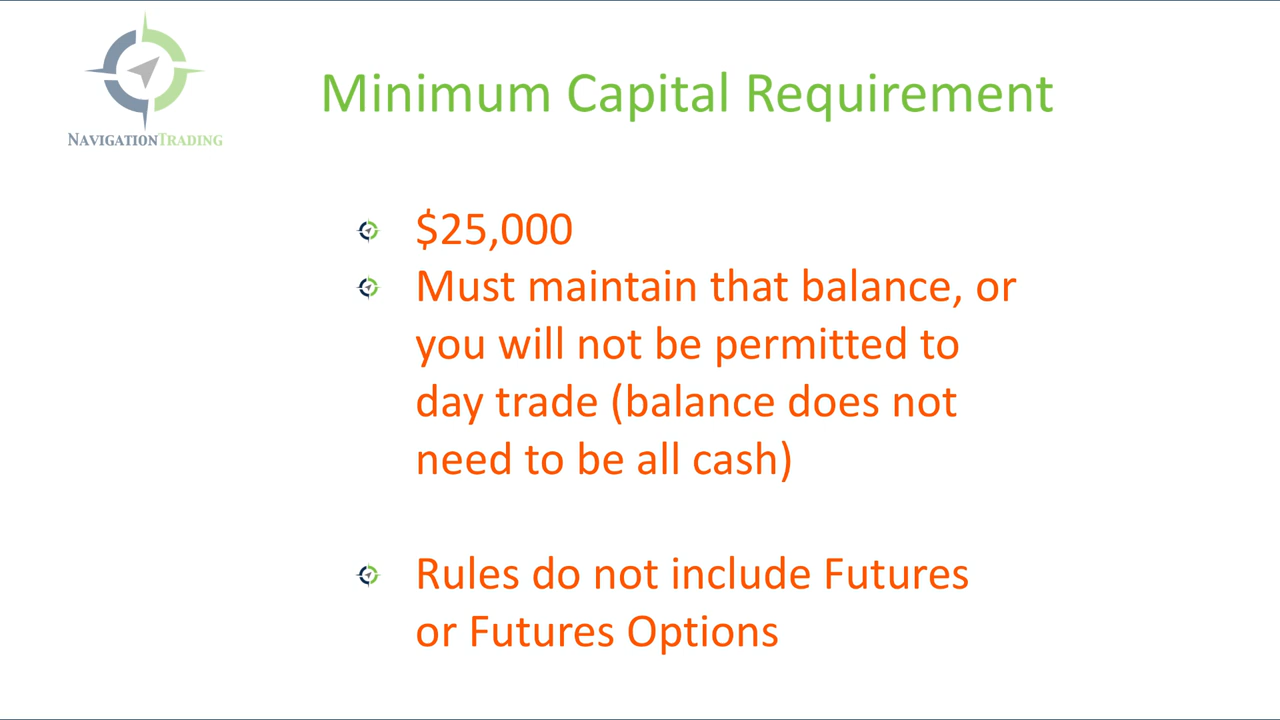 NAVIGATIONTRADING
Minimum Capital Requirement
$25,000
Must maintain that balance, or
you will not be permitted to
day trade (balance does not
need to be all cash)
Rules do not include Futures
or Futures Options